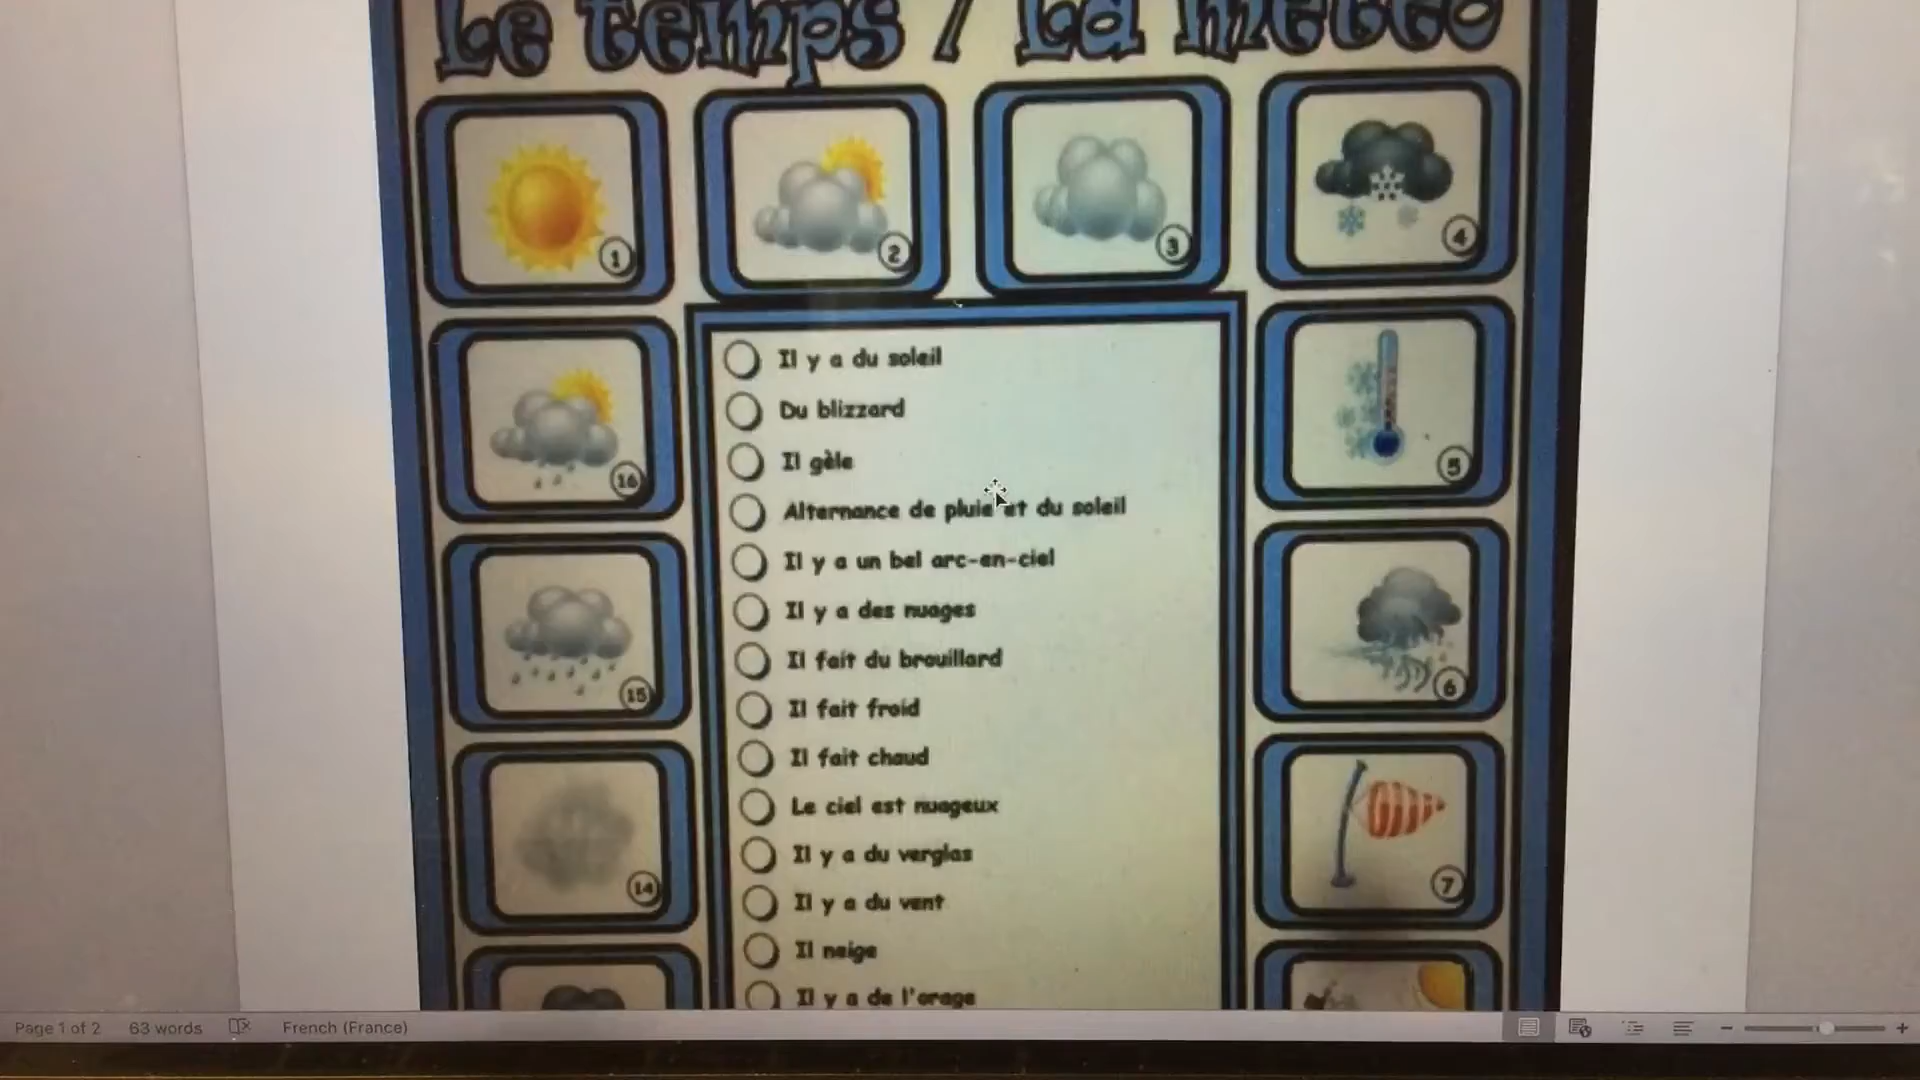 Le temps / La météo
1
2
3
4
16
5
15
6
14
7
Il y a du soleil
Du blizzard
Il gèle
Alternance de pluie et du soleil
Il y a un bel arc-en-ciel
Il y a des nuages
Il fait du brouillard
Il fait froid
Il fait chaud
Le ciel est nuageux
Il y a du verglas
Il y a du vent
Il neige
Il y a de l'orage
Page 1 of 2 63 words French (France)